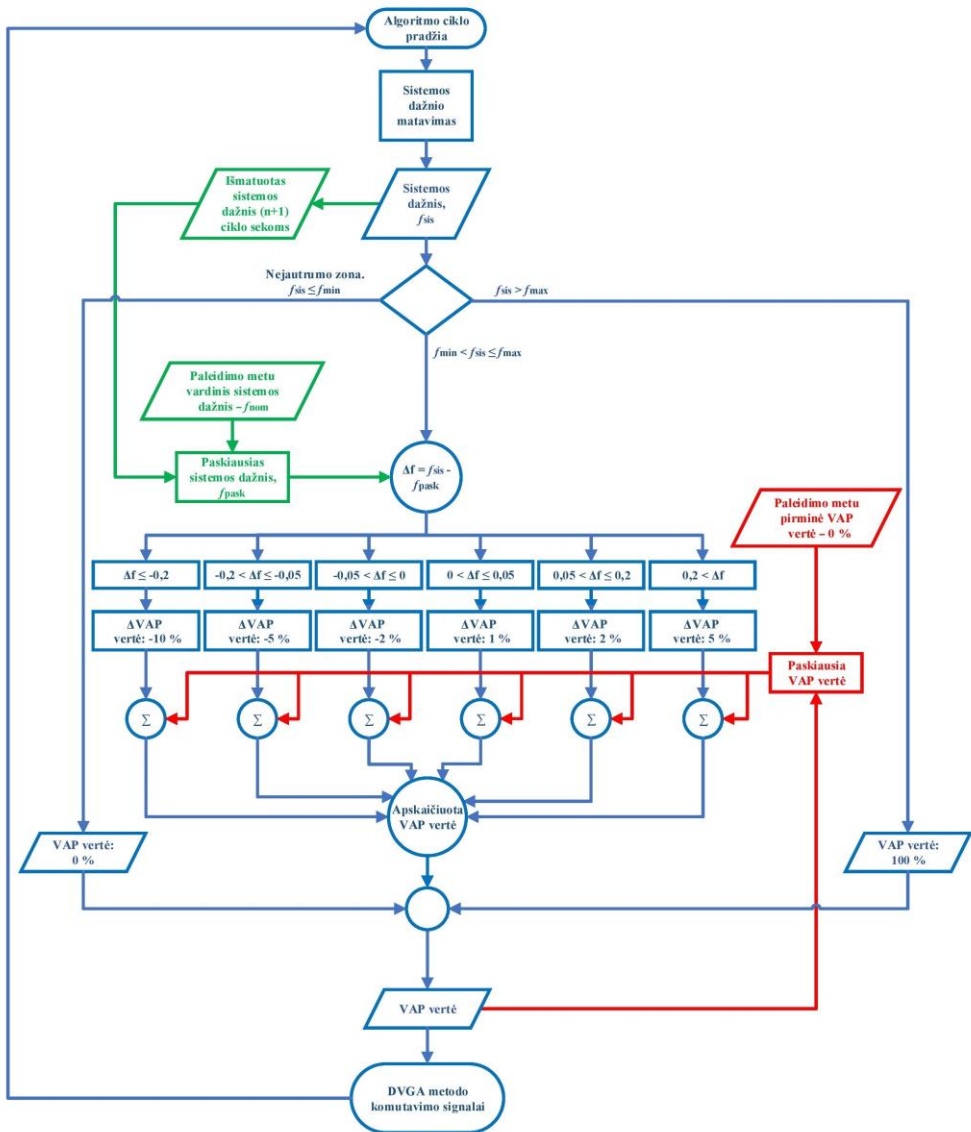 Algoritmo ciklo
pradžia
Sistemos
dažnio
matavimas
Išmatuotas
sistemos
dažnis (n+1)
ciklo sekoms
Sistemos
dažnis,
fsis
Nejautrumo zona.
fsis ≤ fmin
fsis > fmax
fmin < fsis ≤ fmax
Paleidimo metu
vardinis sistemos
dažnis – fnom
Paskiausias
sistemos dažnis,
fpask
Δf = fsis -
fpask
Paleidimo metu
pirminė VAP
vertė – 0 %
Δf ≤ -0,2
-0,2 < Δf ≤ -0,05
-0,05 < Δf ≤ 0
0 < Δf ≤ 0,05
0,05 < Δf ≤ 0,2
0,2 < Δf
ΔVAP
vertė: -10 %
ΔVAP
vertė: -5 %
ΔVAP
vertė: -2 %
ΔVAP
vertė: 1 %
ΔVAP
vertė: 2 %
ΔVAP
vertė: 5 %
Paskiausia
VAP vertė
Σ
Σ
Σ
Σ
Σ
Σ
Apskaičiuota
VAP vertė
VAP vertė:
0 %
VAP vertė:
100 %
VAP vertė
DVGA metodo
komutavimo signalai